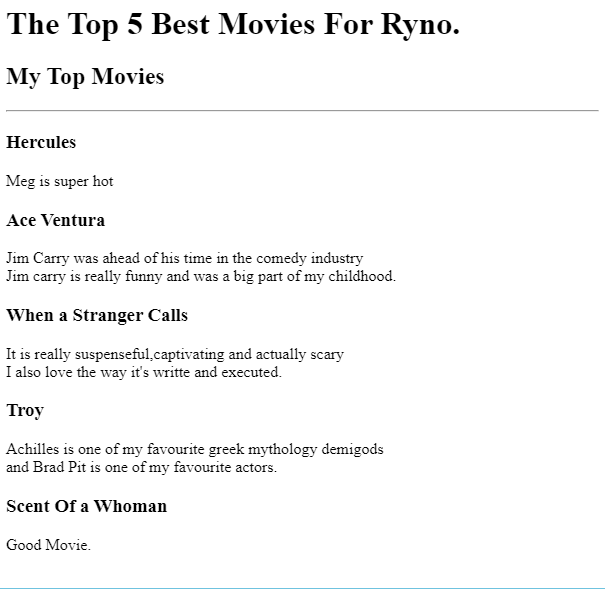 The Top 5 Best Movies For Ryno.
My Top Movies
Hercules
Meg is super hot
Ace Ventura
Jim Carry was ahead of his time in the comedy industry
Jim carry is really funny and was a big part of my childhood.
When a Stranger Calls
It is really suspenseful,captivating and actually scary
I also love the way it's writte and executed.
Troy
Achilles is one of my favourite greek mythology demigods
and Brad Pit is one of my favourite actors.
Scent Of a Whoman
Good Movie.